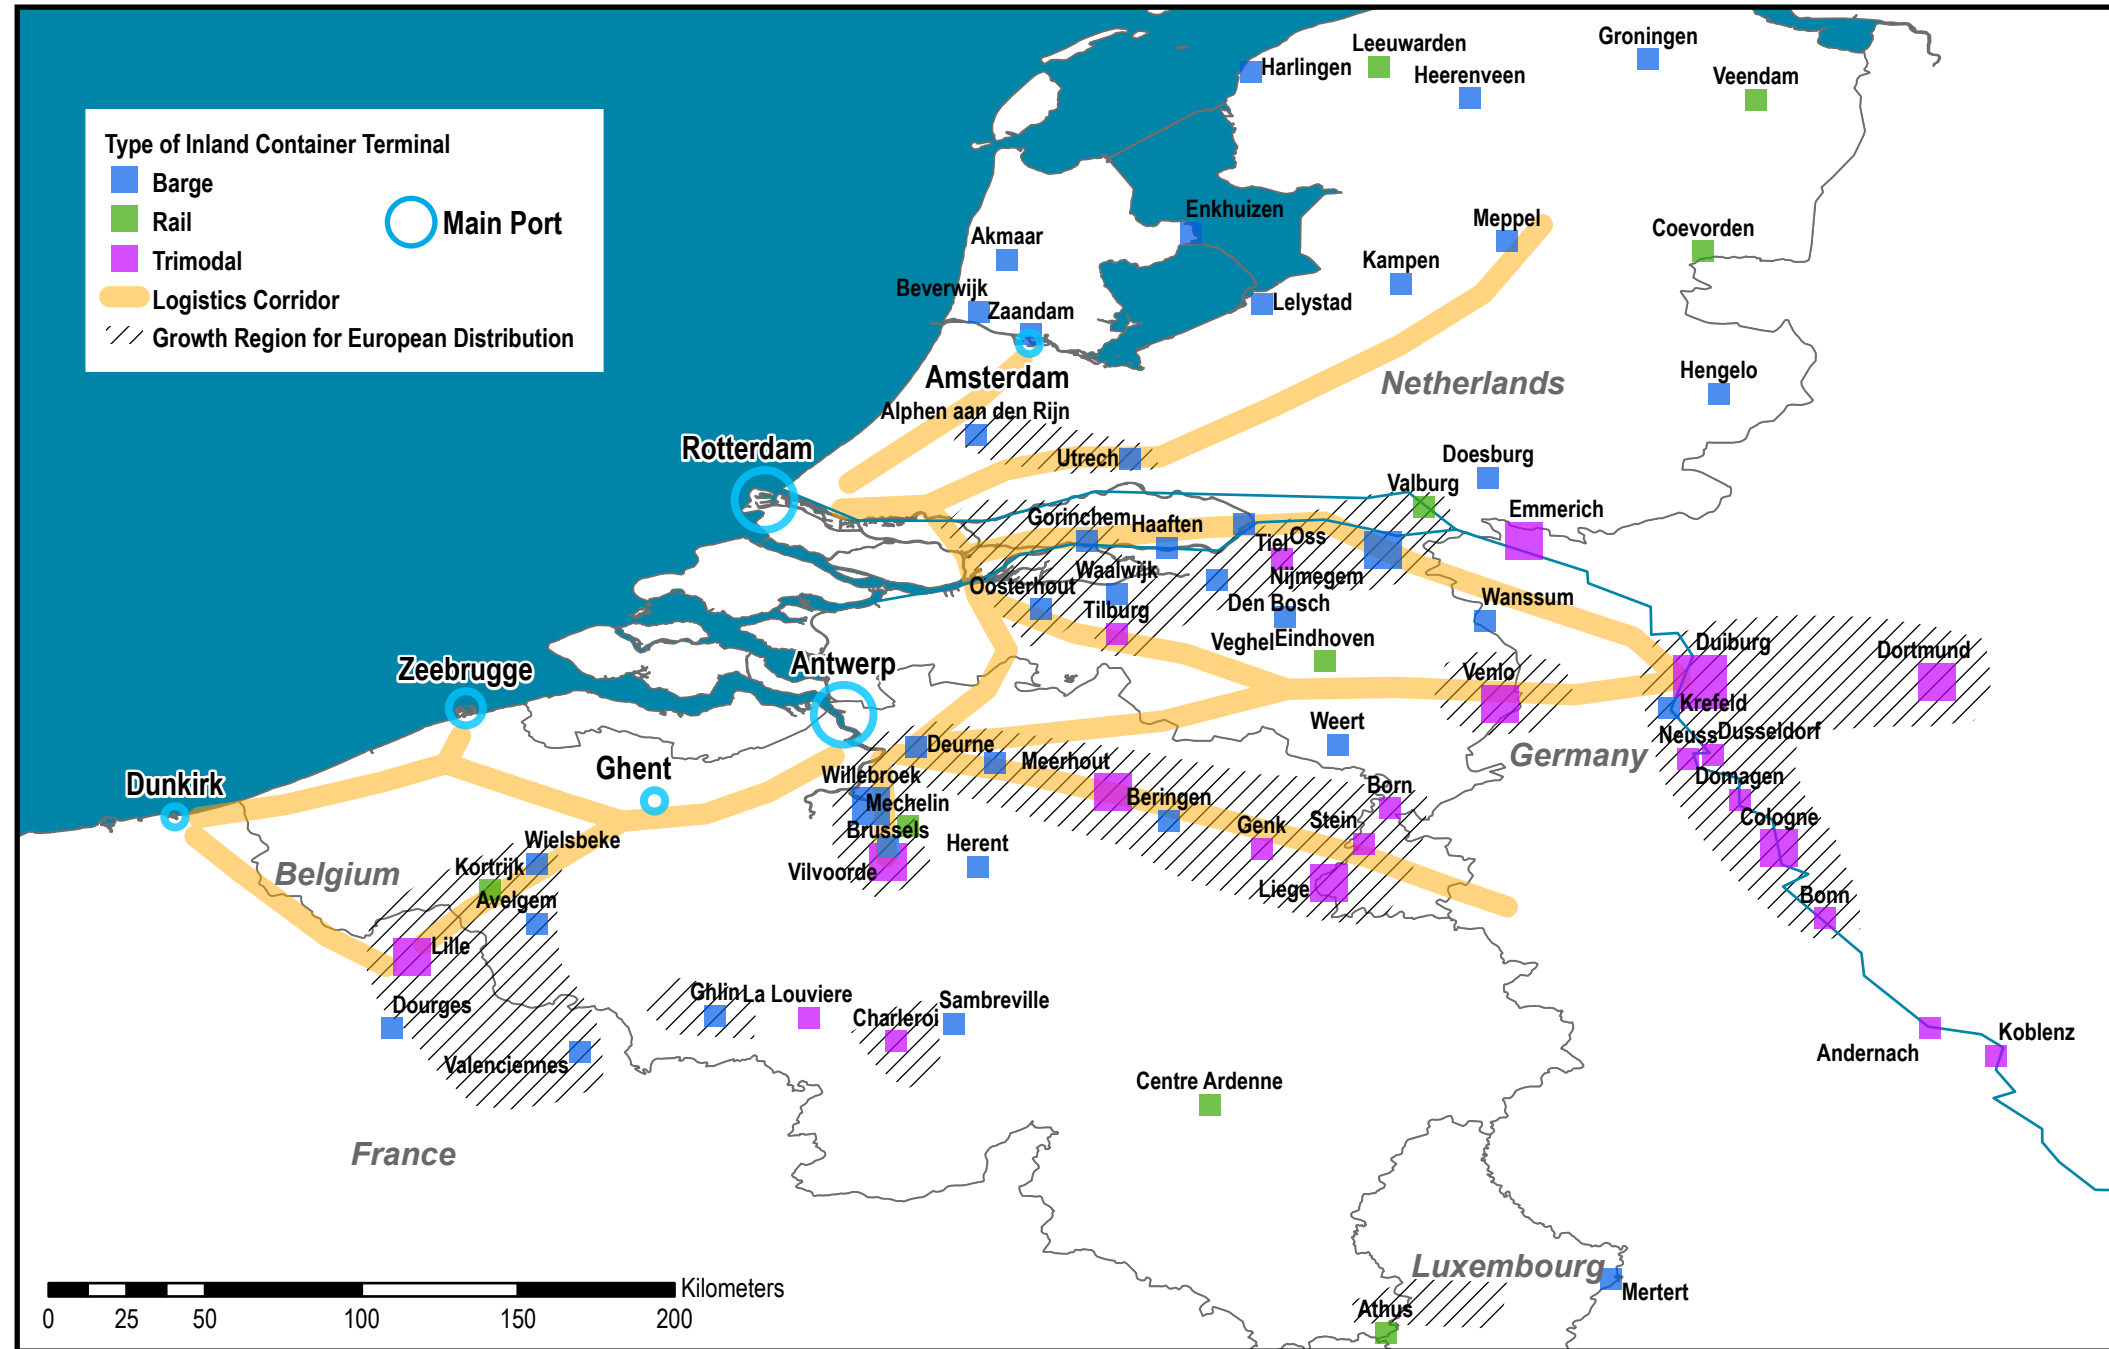 Type of Inland Container Terminal
Barge
Rail
Trimodal
Main Port
Logistics Corridor
Growth Region for European Distribution
Harlingen
Leeuwarden
Heerenveen
Groningen
Veendam
Enkhuizen
Akmaar
Meppel
Coevorden
Kampen
Beverwijk
Zaandam
Lelystad
Amsterdam
Netherlands
Hengelo
Alphen aan den Rijn
Rotterdam
Utrech
Doesburg
Valburg
Emmerich
Gorinchem
Haaften
Tiel
Oss
Nijmegem
Oosterhout
Waalwijk
Tilburg
Den Bosch
Wanssum
Veghel
Eindhoven
Duiburg
Dortmund
Zeebrugge
Antwerp
Venlo
Krefeld
Weert
Germany
Neuss
Dusseldorf
Deurne
Meerhout
Dunkirk
Ghent
Willebroek
Domagen
Born
Mechelin
Beringen
Cologne
Brussels
Genk
Stein
Wielsbeke
Herent
Kortrijk
Vilvoorde
Belgium
Liege
Avelgem
Bonn
Lille
Ghlin
La Louviere
Sambreville
Dourges
Charleroi
Koblenz
Andernach
Valenciennes
Centre Ardenne
France
Luxembourg
Mertert
Athus
Kilometers
0 25 50 100 150 200